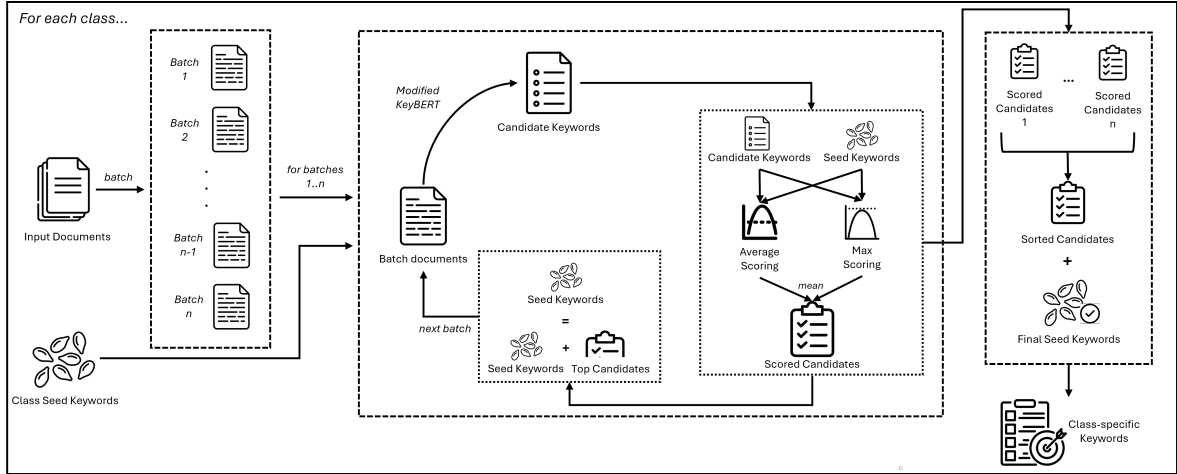 For each class...
Input Documents
batch
Class Seed Keywords
Batch
1
Batch
2
.
.
.
Batch
n-1
Batch
n
for batches
1..n
Modified
KeyBERT
Candidate Keywords
Batch documents
next batch
Seed Keywords
=
Seed Keywords
+
Top Candidates
Candidate Keywords
Seed Keywords
Average
Scoring
Max
Scoring
mean
Scored Candidates
Scored
Candidates
1
...
Scored
Candidates
n
Sorted Candidates
+
Final Seed Keywords
Class-specific
Keywords